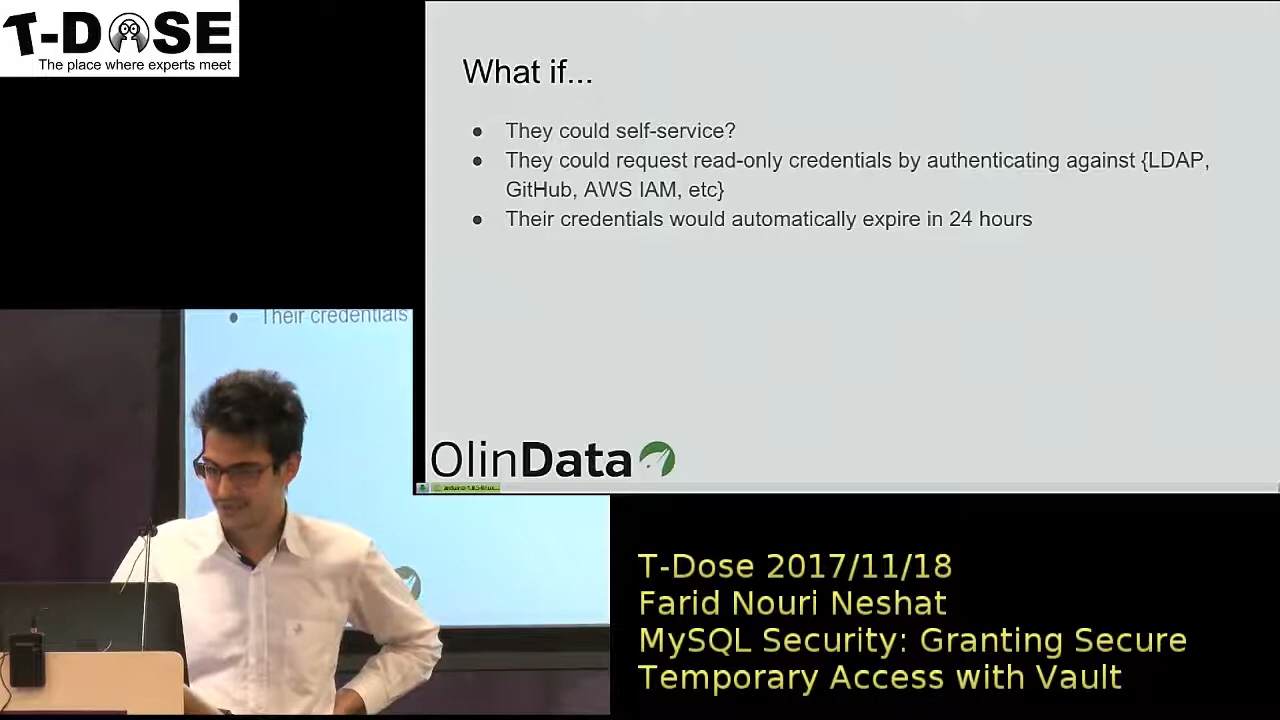 T-DOSE
The place where experts meet
What if...
● They could self-service?
● They could request read-only credentials by authenticating against {LDAP,
GitHub, AWS IAM, etc}
● Their credentials would automatically expire in 24 hours
● Their credentials
OlinData
T-Dose 2017/11/18
Farid Nouri Neshat
MySQL Security: Granting Secure
Temporary Access with Vault